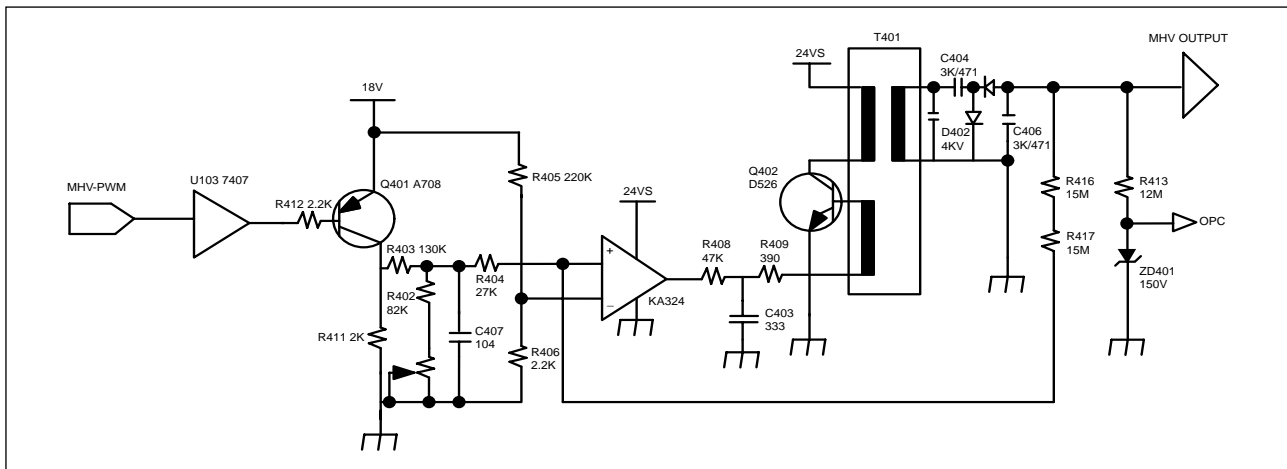 T401
MHV OUTPUT
24VS
C404
3K/471
18V
D402
4KV
C406
3K/471
Q402
D526
U103 7407
Q401 A708
R405 220K
MHV-PWM
24VS
R416
15M
R413
12M
R412 2.2K
OPC
R403 130K
R408
47K
R409
390
R417
15M
+
R404
27K
ZD401
150V
R402
82K
−
KA324
C403
333
R411 2K
C407
104
R406
2.2K